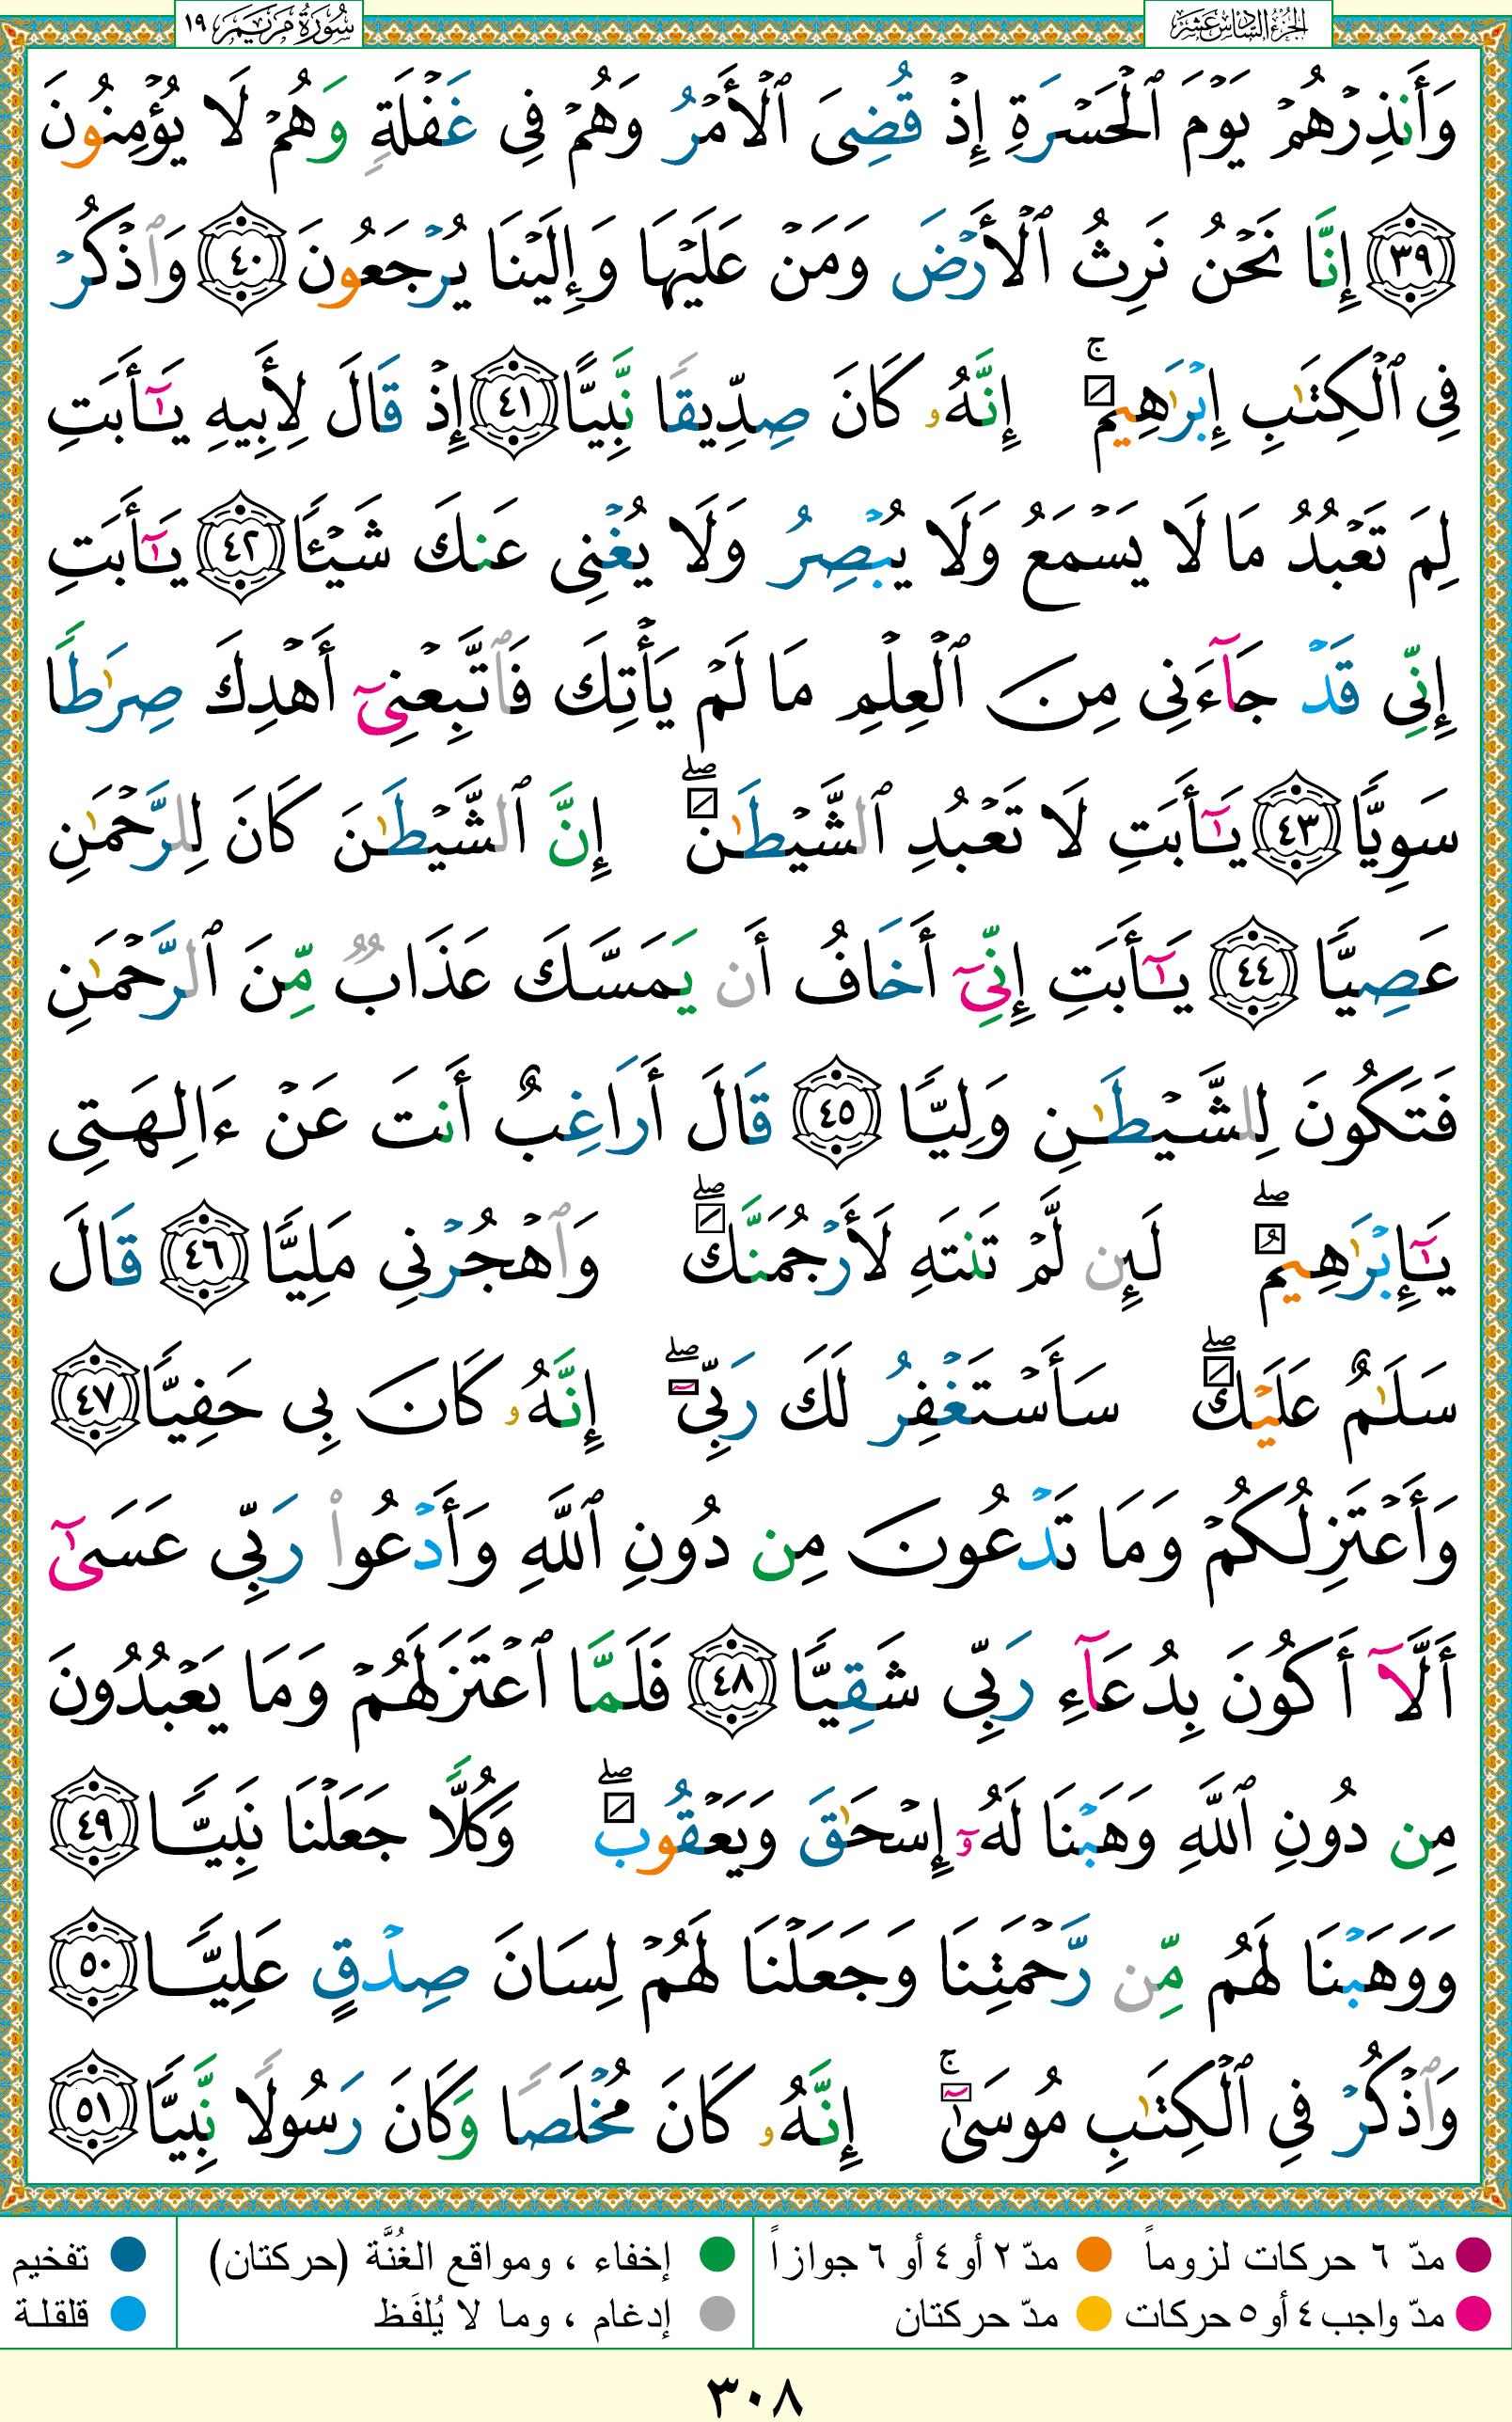 الجزء السادس عشر
سورة مريم ١٩
وَأَنذِرْهُمْ يَوْمَ ٱلْحَسْرَةِ إِذْ قُضِىَ ٱلْأَمْرُ وَهُمْ فِى غَفْلَةٍ وَهُمْ لَا يُؤْمِنُونَ
٣٩ إِنَّا نَحْنُ نَرِثُ ٱلْأَرْضَ وَمَنْ عَلَيْهَا وَإِلَيْنَا يُرْجَعُونَ ٤٠ وَٱذْكُرْ
فِى ٱلْكِتَٰبِ إِبْرَٰهِيمَ ۚ إِنَّهُۥ كَانَ صِدِّيقًا نَّبِيًّا ٤١ إِذْ قَالَ لِأَبِيهِ يَٰٓأَبَتِ
لِمَ تَعْبُدُ مَا لَا يَسْمَعُ وَلَا يُبْصِرُ وَلَا يُغْنِى عَنكَ شَيْـًٔا ٤٢ يَٰٓأَبَتِ
إِنِّى قَدْ جَآءَنِى مِنَ ٱلْعِلْمِ مَا لَمْ يَأْتِكَ فَٱتَّبِعْنِىٓ أَهْدِكَ صِرَٰطًا
سَوِيًّا ٤٣ يَٰٓأَبَتِ لَا تَعْبُدِ ٱلشَّيْطَٰنَ ۖ إِنَّ ٱلشَّيْطَٰنَ كَانَ لِلرَّحْمَٰنِ
عَصِيًّا ٤٤ يَٰٓأَبَتِ إِنِّىٓ أَخَافُ أَن يَمَسَّكَ عَذَابٌ مِّنَ ٱلرَّحْمَٰنِ
فَتَكُونَ لِلشَّيْطَٰنِ وَلِيًّا ٤٥ قَالَ أَرَاغِبٌ أَنتَ عَنْ ءَالِهَتِى
يَٰٓإِبْرَٰهِيمُ ۖ لَئِن لَّمْ تَنتَهِ لَأَرْجُمَنَّكَ ۖ وَٱهْجُرْنِى مَلِيًّا ٤٦ قَالَ
سَلَٰمٌ عَلَيْكَ ۖ سَأَسْتَغْفِرُ لَكَ رَبِّىٓ ۖ إِنَّهُۥ كَانَ بِى حَفِيًّا ٤٧
وَأَعْتَزِلُكُمْ وَمَا تَدْعُونَ مِن دُونِ ٱللَّهِ وَأَدْعُوا۟ رَبِّى عَسَىٰٓ
أَلَّآ أَكُونَ بِدُعَآءِ رَبِّى شَقِيًّا ٤٨ فَلَمَّا ٱعْتَزَلَهُمْ وَمَا يَعْبُدُونَ
مِن دُونِ ٱللَّهِ وَهَبْنَا لَهُۥٓ إِسْحَٰقَ وَيَعْقُوبَ ۖ وَكُلًّا جَعَلْنَا نَبِيًّا ٤٩
وَوَهَبْنَا لَهُم مِّن رَّحْمَتِنَا وَجَعَلْنَا لَهُمْ لِسَانَ صِدْقٍ عَلِيًّا ٥٠
وَٱذْكُرْ فِى ٱلْكِتَٰبِ مُوسَىٰٓ ۚ إِنَّهُۥ كَانَ مُخْلَصًا وَكَانَ رَسُولًا نَّبِيًّا ٥١
مدّ ٦ حركات لزوماً مدّ ٢ أو ٤ أو ٦ جوازاً إخفاء ، ومواقع الغُنَّة (حركتان) تفخيم
مدّ واجب ٤ أو ٥ حركات مدّ حركتان إدغام ، وما لا يُلفَظ قلقلة
٣٠٨